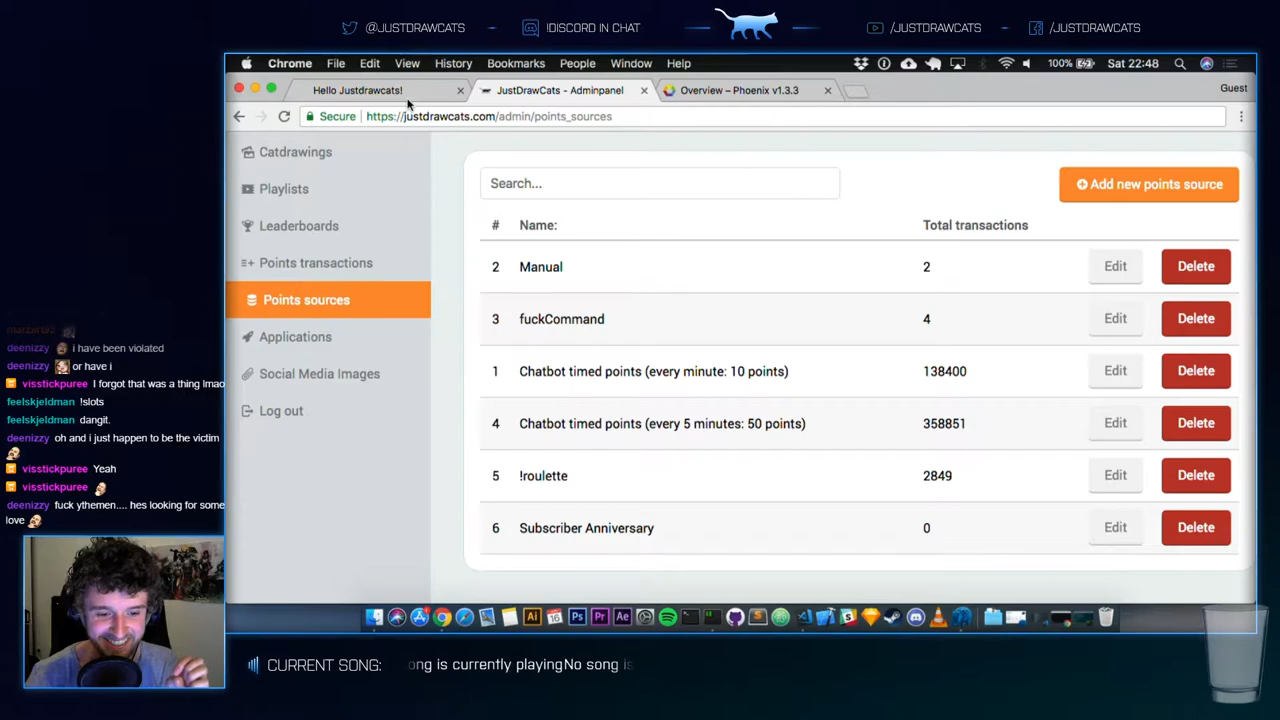 @JUSTDRAWCATS
!DISCORD IN CHAT
/JUSTDRAWCATS
/JUSTDRAWCATS
Chrome File Edit View History Bookmarks People Window Help 100% Sat 22:48
Hello Justdrawcats!
JustDrawCats - Adminpanel
Overview – Phoenix v1.3.3
Guest
Secure https://justdrawcats.com/admin/points_sources
Catdrawings
Playlists
Leaderboards
Points transactions
Points sources
Applications
Social Media Images
Log out
Search...
Add new points source
# Name: Total transactions
2 Manual 2 Edit Delete
3 fuckCommand 4 Edit Delete
1 Chatbot timed points (every minute: 10 points) 138400 Edit Delete
4 Chatbot timed points (every 5 minutes: 50 points) 358851 Edit Delete
5 !roulette 2849 Edit Delete
6 Subscriber Anniversary 0 Edit Delete
deenizzy i have been violated
deenizzy or have i
visstickpuree I forgot that was a thing lmao
feelskjeldman !slots
feelskjeldman dangit.
deenizzy oh and i just happen to be the victim
visstickpuree Yeah
visstickpuree
deenizzy fuck ythemen.... hes looking for some
love
Ai 16 Ps Pr Ae
CURRENT SONG: ong is currently playingNo song is